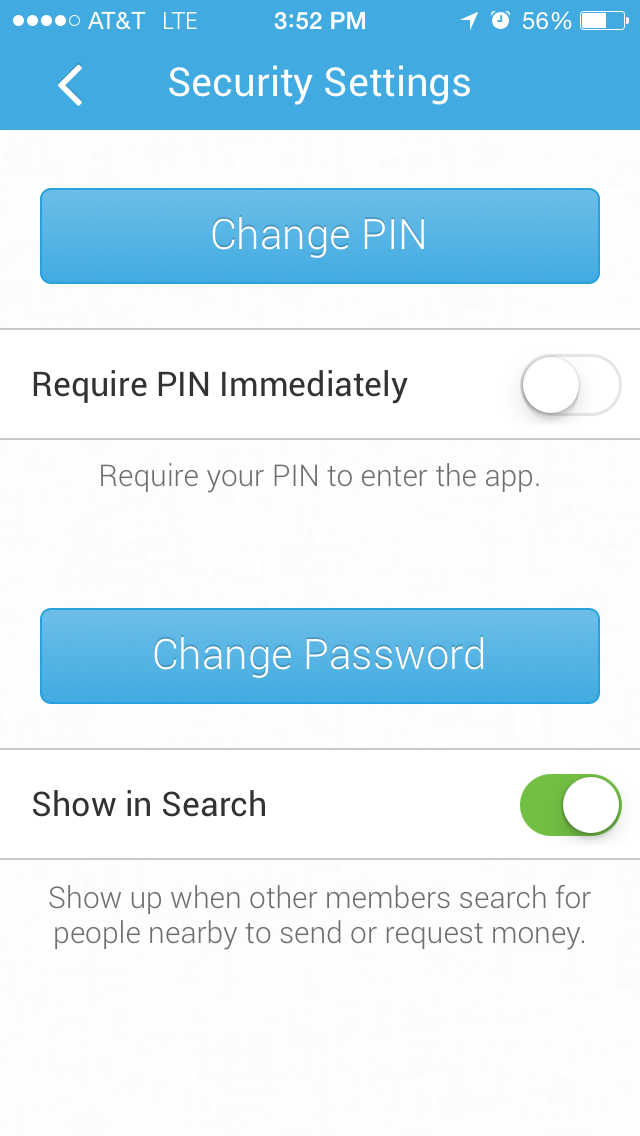 AT&T LTE 3:52 PM 56%
Security Settings
Change PIN
Require PIN Immediately
Require your PIN to enter the app.
Change Password
Show in Search
Show up when other members search for
people nearby to send or request money.